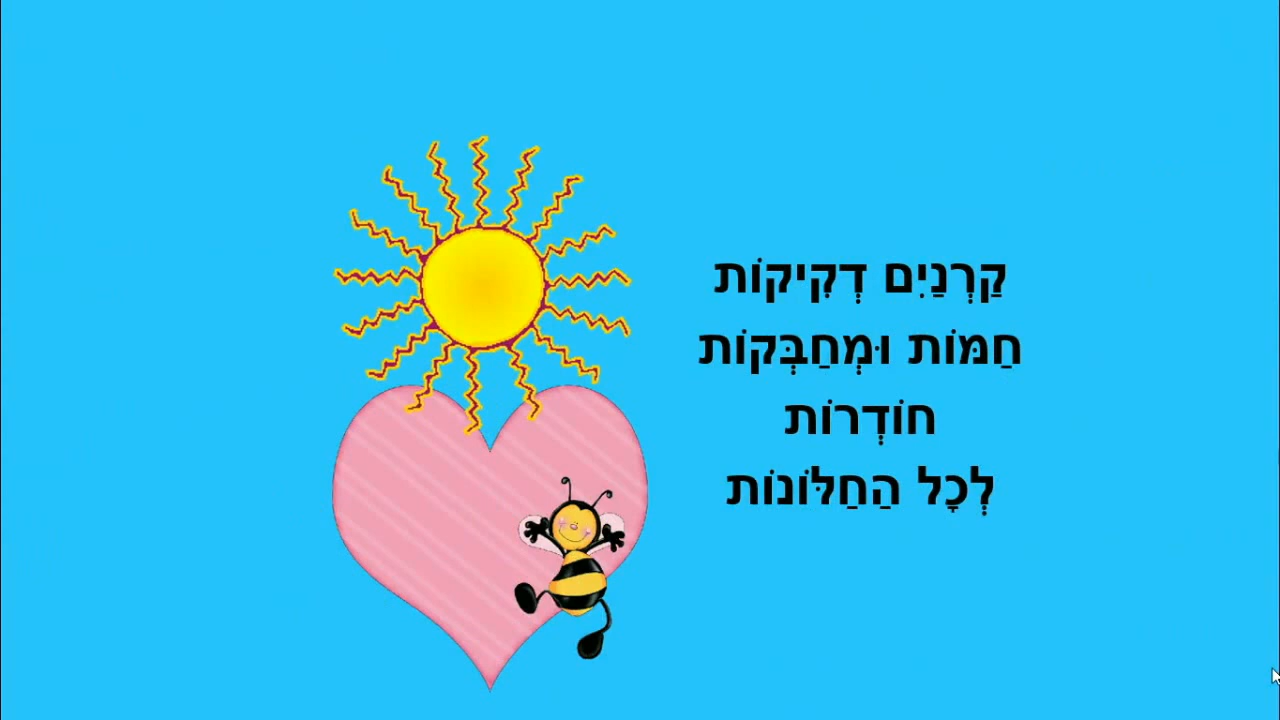 קַרְנַיִם דְקִיקוֹת
חַמּוֹת וּמְחַבְּקוֹת
חוֹדְרוֹת
לְכָל הַחַלּוֹנוֹת